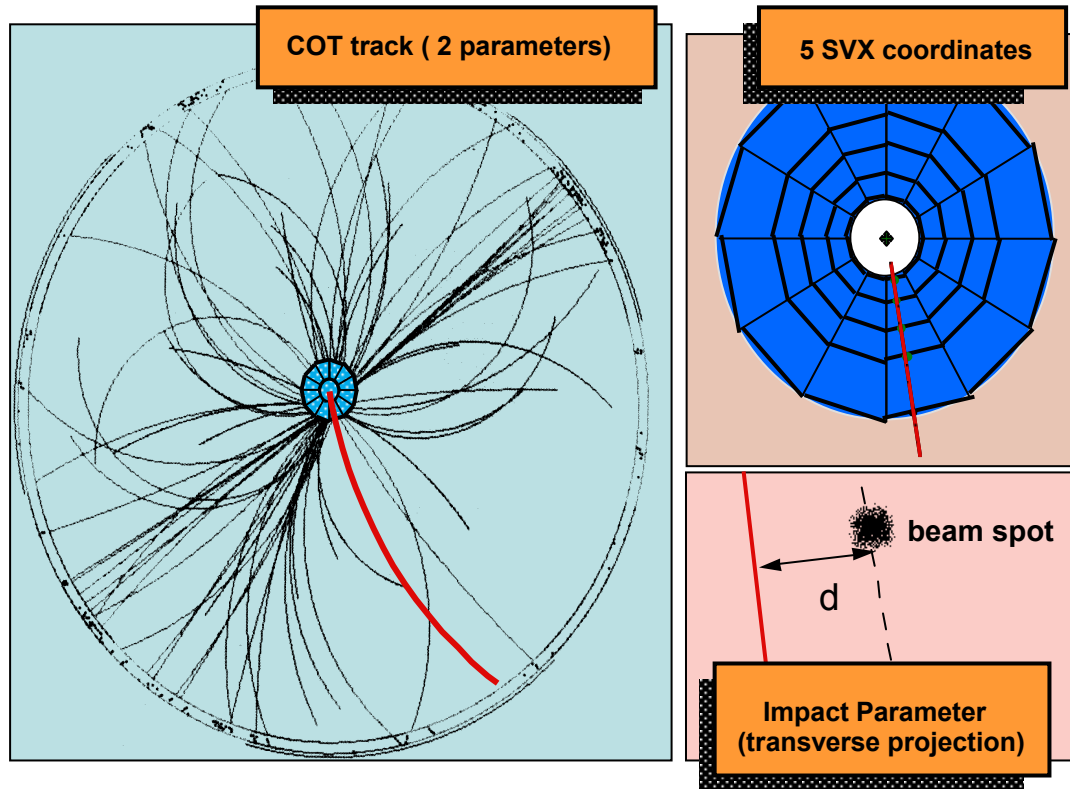 COT track ( 2 parameters)
5 SVX coordinates
beam spot
d
Impact Parameter
(transverse projection)